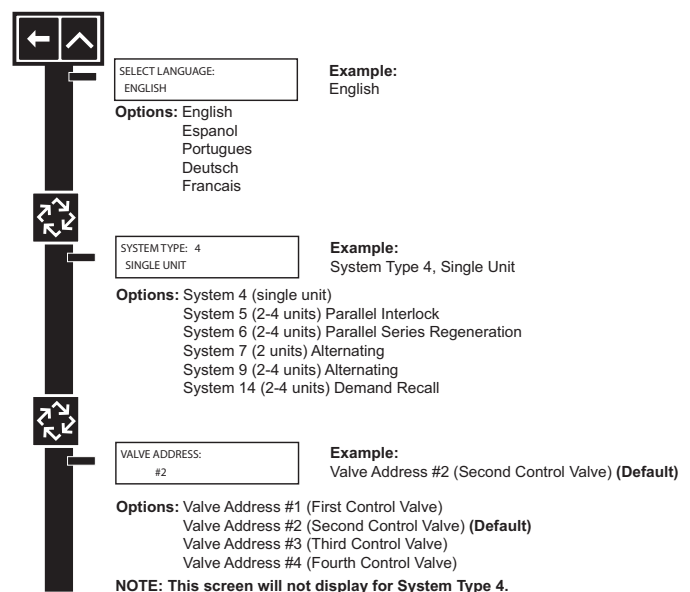 SELECT LANGUAGE:
ENGLISH
Example:
English
Options: English
Espanol
Portugues
Deutsch
Francais
SYSTEM TYPE: 4
SINGLE UNIT
Example:
System Type 4, Single Unit
Options: System 4 (single unit)
System 5 (2-4 units) Parallel Interlock
System 6 (2-4 units) Parallel Series Regeneration
System 7 (2 units) Alternating
System 9 (2-4 units) Alternating
System 14 (2-4 units) Demand Recall
VALVE ADDRESS:
#2
Example:
Valve Address #2 (Second Control Valve) (Default)
Options: Valve Address #1 (First Control Valve)
Valve Address #2 (Second Control Valve) (Default)
Valve Address #3 (Third Control Valve)
Valve Address #4 (Fourth Control Valve)
NOTE: This screen will not display for System Type 4.